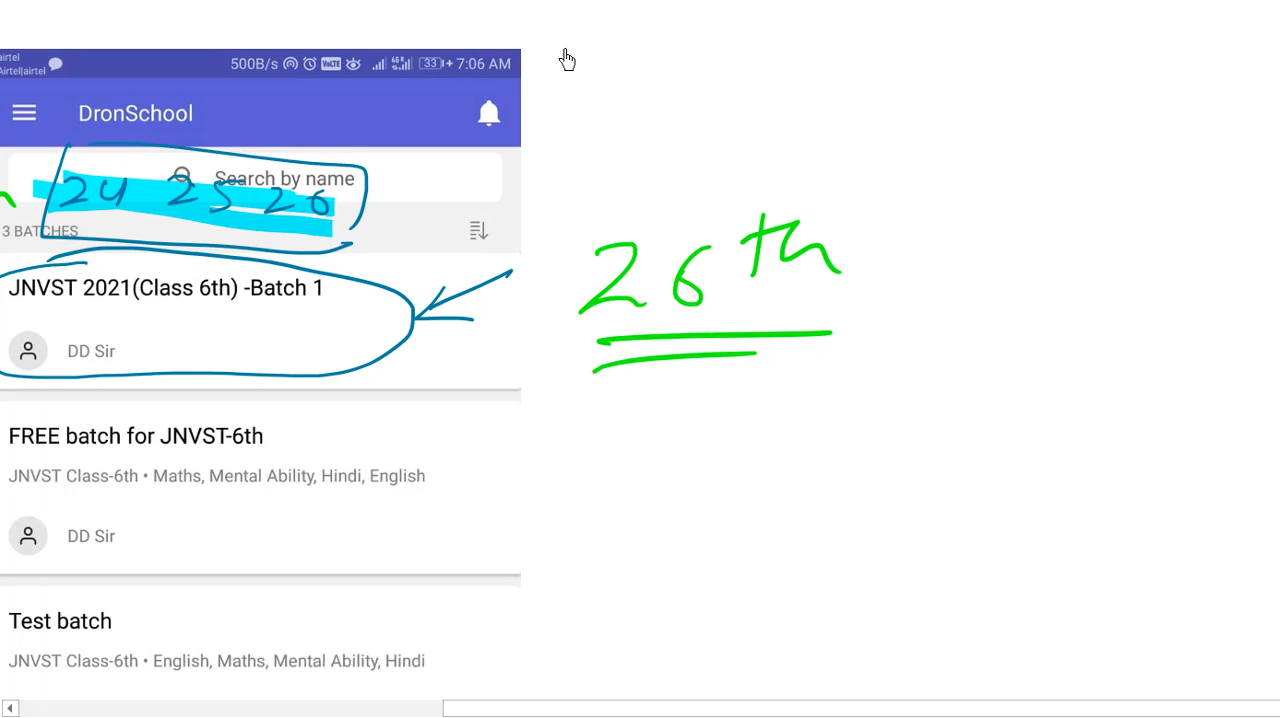 airtel
Airtel|airtel
500B/s VoLTE 4G 33 7:06 AM
DronSchool
Search by name
24 25 26
3 BATCHES
JNVST 2021(Class 6th) -Batch 1
DD Sir
26th
FREE batch for JNVST-6th
JNVST Class-6th • Maths, Mental Ability, Hindi, English
DD Sir
Test batch
JNVST Class-6th • English, Maths, Mental Ability, Hindi